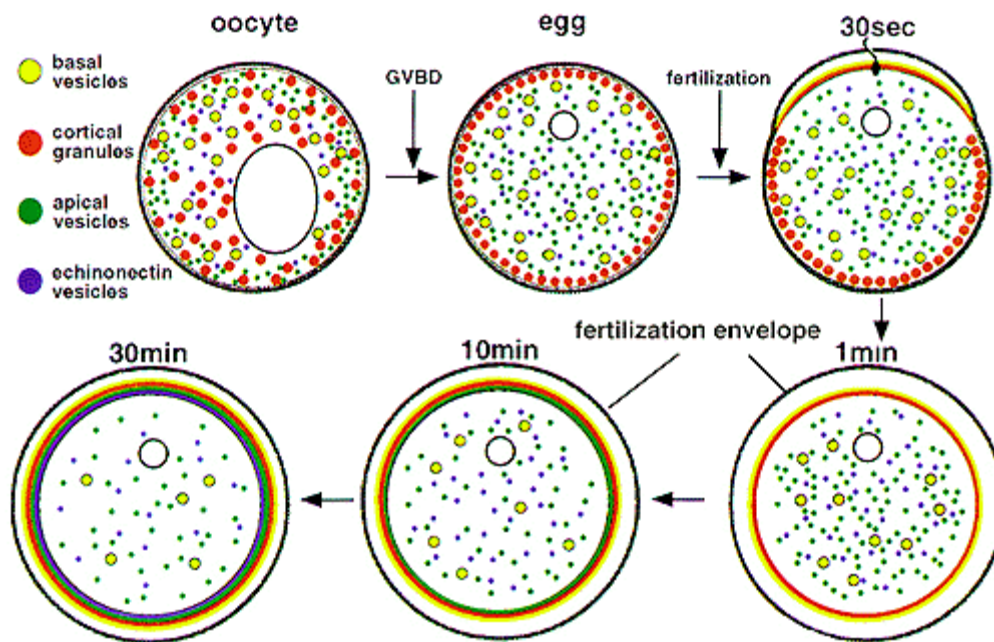 oocyte
egg
30sec
basal
vesicles
GVBD
fertilization
cortical
granules
apical
vesicles
echinonectin
vesicles
fertilization envelope
30min
10min
1min